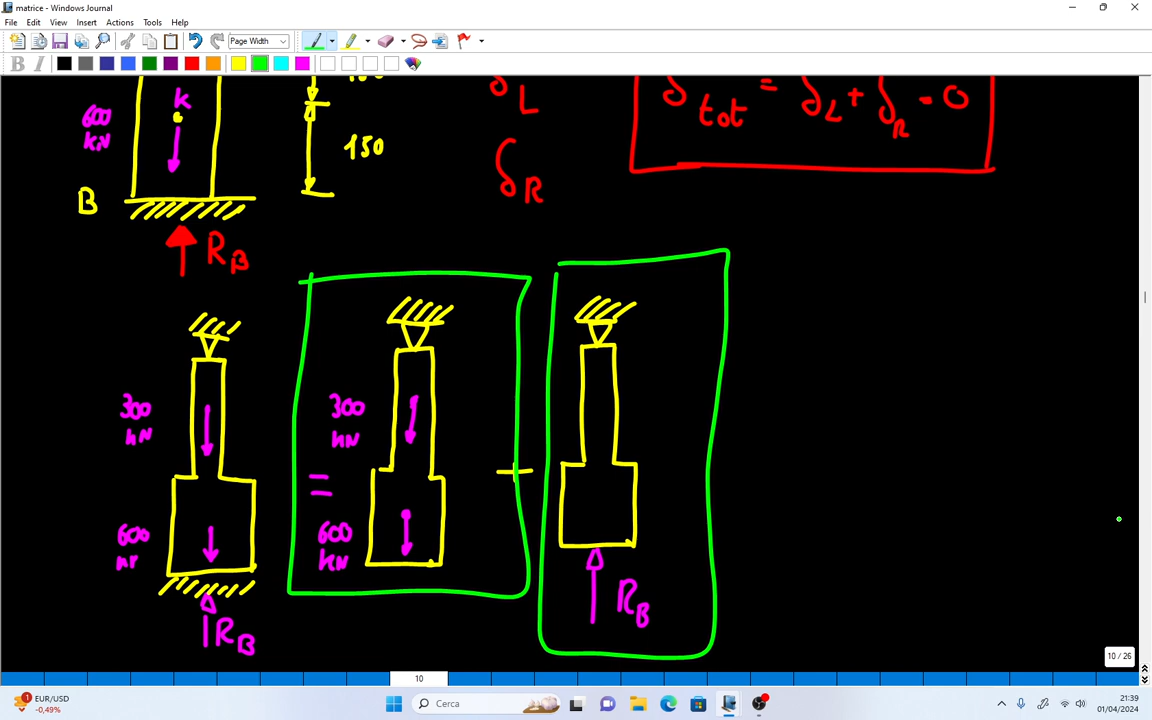 matrice - Windows Journal
File Edit View Insert Actions Tools Help
Page Width
B I
600
kN
K
150
B
R_B
δ_L
δ_R
δ_tot = δ_L + δ_R = 0
300
kN
600
R_B
=
300
kN
600
kN
+
R_B
10 / 26
10
EUR/USD
-0,49%
1
Cerca
21:39
01/04/2024